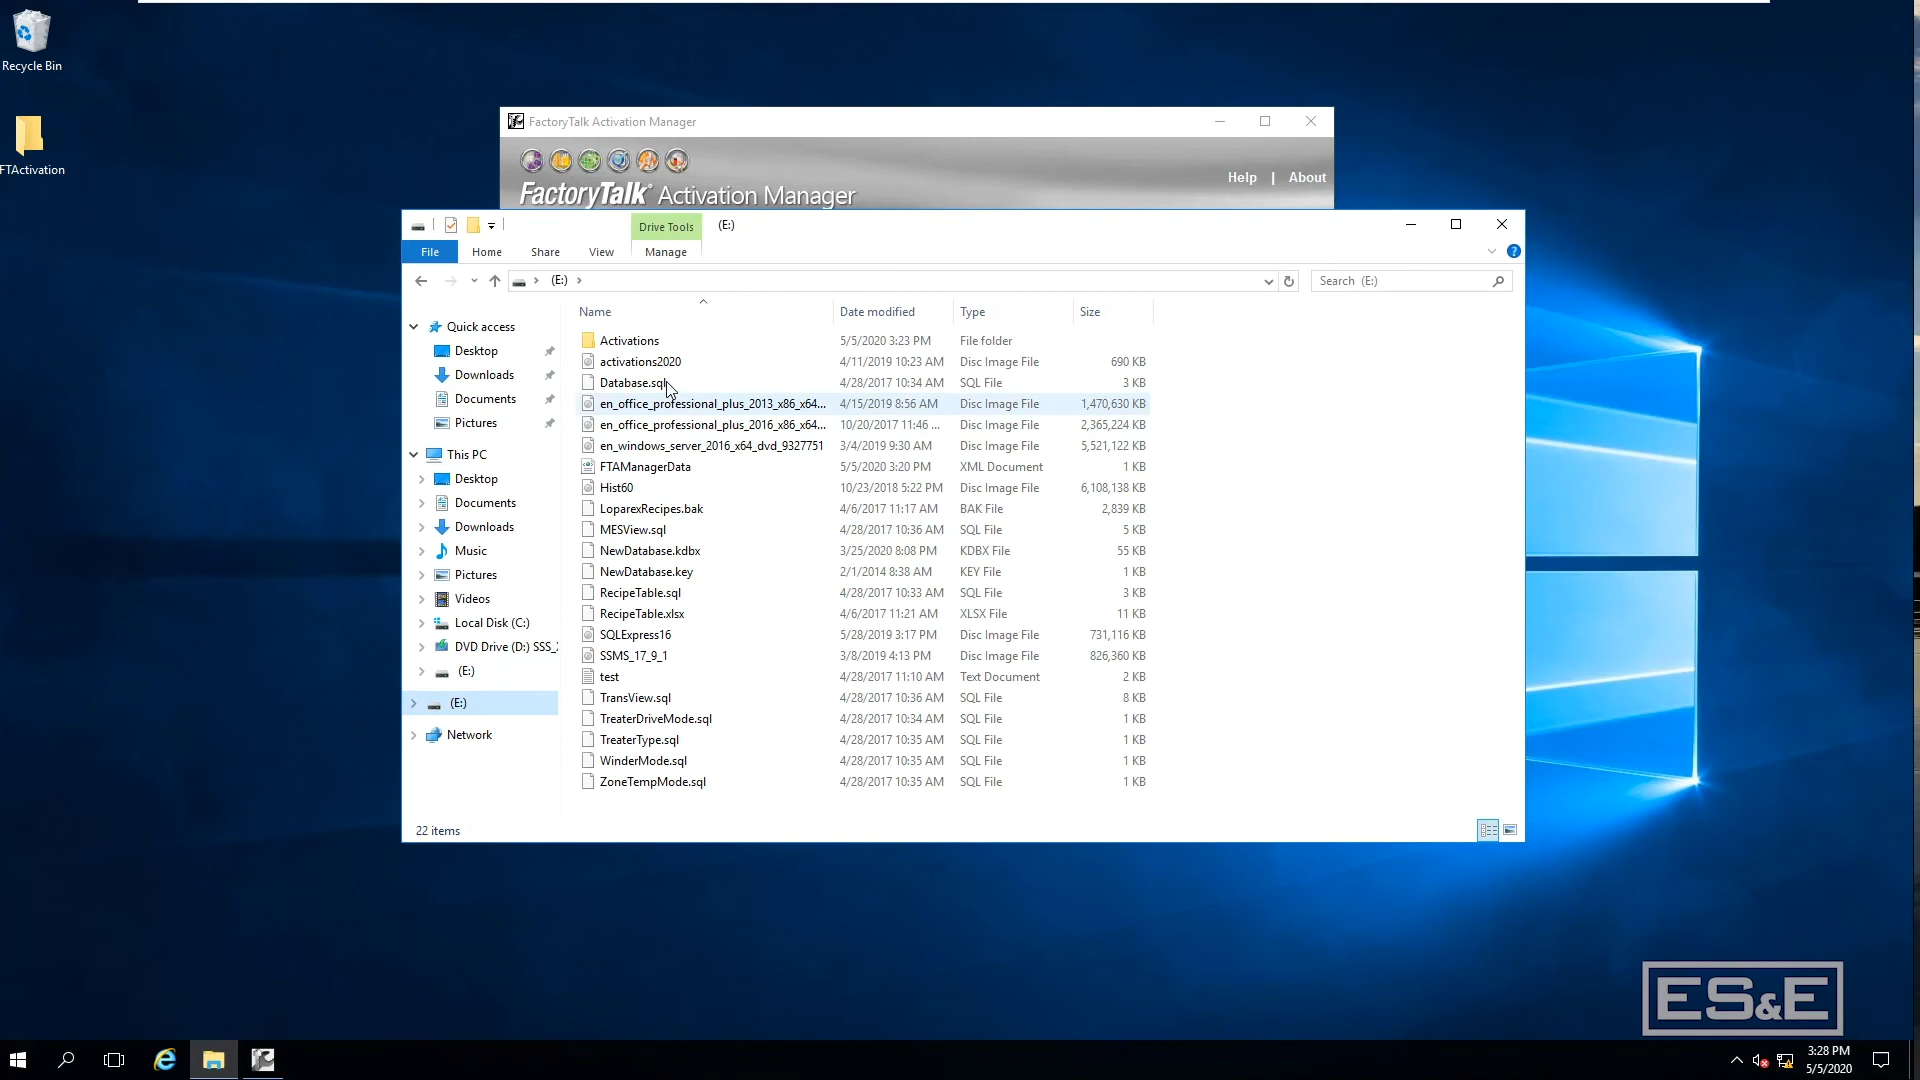 Recycle Bin
FTActivation
FactoryTalk Activation Manager
Help | About
FactoryTalk Activation Manager
Drive Tools
(E:)
File
Home
Share
View
Manage
(E:)
Search (E:)
Name
Date modified
Type
Size
Quick access
Desktop
Downloads
Documents
Pictures
This PC
Desktop
Documents
Downloads
Music
Pictures
Videos
Local Disk (C:)
DVD Drive (D:) SSS_
(E:)
(E:)
Network
Activations 5/5/2020 3:23 PM File folder
activations2020 4/11/2019 10:23 AM Disc Image File 690 KB
Database.sql 4/28/2017 10:34 AM SQL File 3 KB
en_office_professional_plus_2013_x86_x64... 4/15/2019 8:56 AM Disc Image File 1,470,630 KB
en_office_professional_plus_2016_x86_x64... 10/20/2017 11:46 ... Disc Image File 2,365,224 KB
en_windows_server_2016_x64_dvd_9327751 3/4/2019 9:30 AM Disc Image File 5,521,122 KB
FTAManagerData 5/5/2020 3:20 PM XML Document 1 KB
Hist60 10/23/2018 5:22 PM Disc Image File 6,108,138 KB
LoparexRecipes.bak 4/6/2017 11:17 AM BAK File 2,839 KB
MESView.sql 4/28/2017 10:36 AM SQL File 5 KB
NewDatabase.kdbx 3/25/2020 8:08 PM KDBX File 55 KB
NewDatabase.key 2/1/2014 8:38 AM KEY File 1 KB
RecipeTable.sql 4/28/2017 10:33 AM SQL File 3 KB
RecipeTable.xlsx 4/6/2017 11:21 AM XLSX File 11 KB
SQLExpress16 5/28/2019 3:17 PM Disc Image File 731,116 KB
SSMS_17_9_1 3/8/2019 4:13 PM Disc Image File 826,360 KB
test 4/28/2017 11:10 AM Text Document 2 KB
TransView.sql 4/28/2017 10:36 AM SQL File 8 KB
TreaterDriveMode.sql 4/28/2017 10:34 AM SQL File 1 KB
TreaterType.sql 4/28/2017 10:35 AM SQL File 1 KB
WinderMode.sql 4/28/2017 10:35 AM SQL File 1 KB
ZoneTempMode.sql 4/28/2017 10:35 AM SQL File 1 KB
22 items
ES&E
3:28 PM
5/5/2020